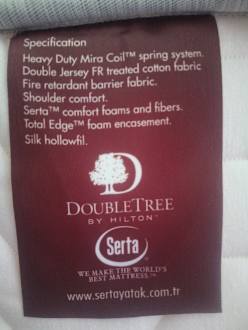 Specification
Heavy Duty Mira Coil™ spring system.
Double Jersey FR treated cotton fabric
Fire retardant barrier fabric.
Shoulder comfort.
Serta™ comfort foams and fibers.
Total Edge™ foam encasement.
Silk hollowfil.
D
DOUBLETREE
BY HILTON™
Serta
WE MAKE THE WORLD'S
BEST MATTRESS.™
www.sertayatak.com.tr